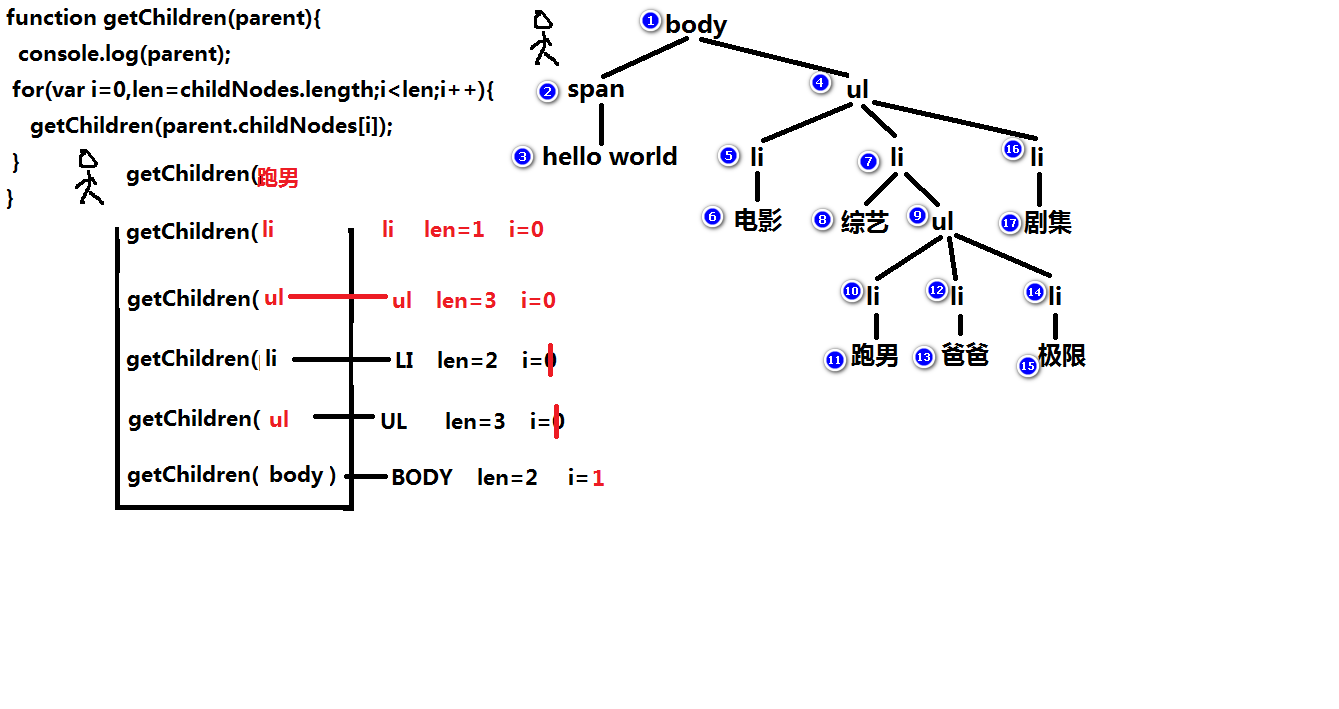 function getChildren(parent){
console.log(parent);
for(var i=0,len=childNodes.length;i<len;i++){
getChildren(parent.childNodes[i]);
}
}
getChildren(跑男
getChildren( li li len=1 i=0
getChildren( ul ul len=3 i=0
getChildren( li LI len=2 i=0
getChildren( ul UL len=3 i=0
getChildren( body ) BODY len=2 i=1
1 body
2 span 4 ul
3 hello world 5 li 7 li 16 li
6 电影 8 综艺 9 ul 17 剧集
10 li 12 li 14 li
11 跑男 13 爸爸 15 极限